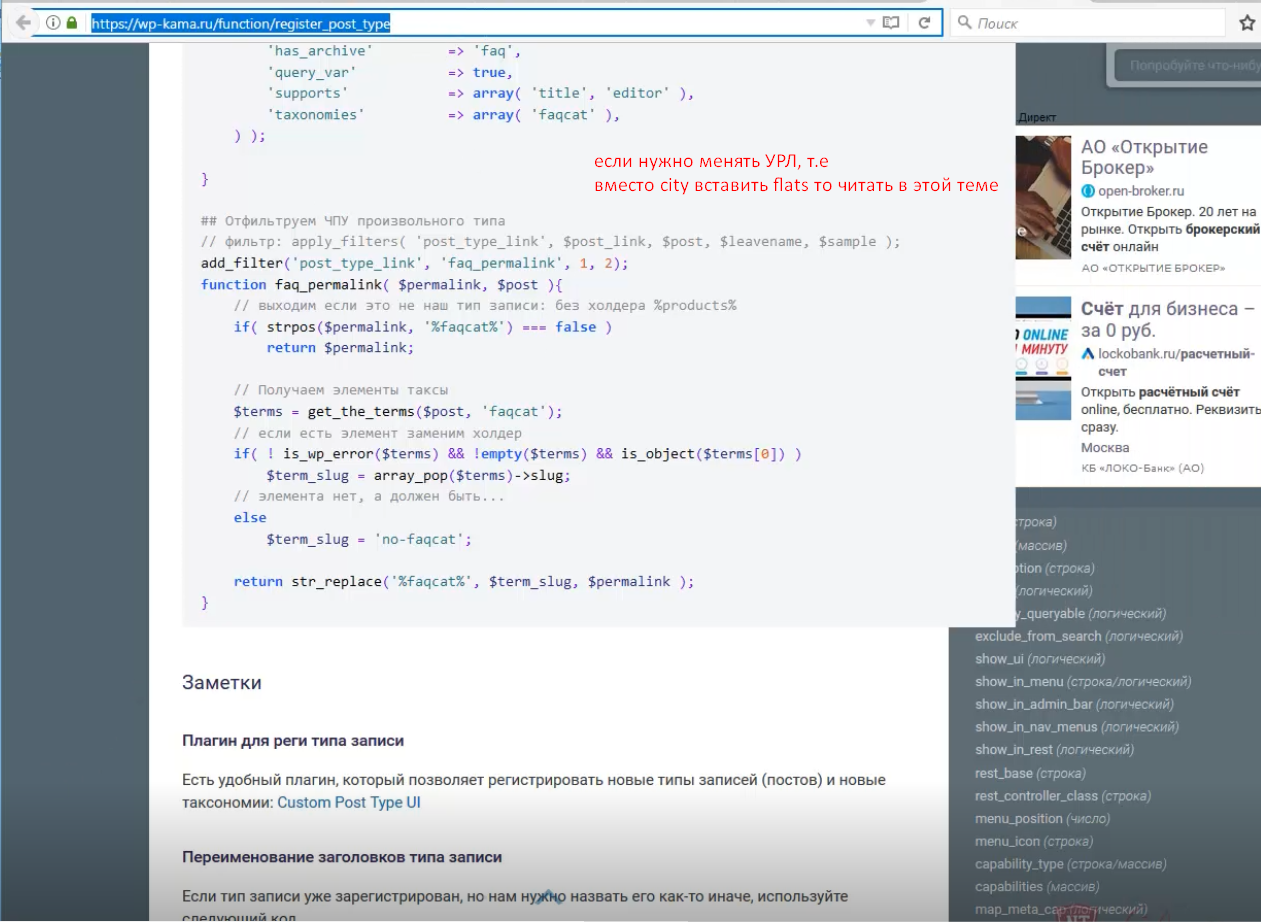 https://wp-kama.ru/function/register_post_type
Поиск
'has_archive' => 'faq',
'query_var' => true,
'supports' => array( 'title', 'editor' ),
'taxonomies' => array( 'faqcat' ),
) );
}
если нужно менять УРЛ, т.е
вместо city вставить flats то читать в этой теме
## Отфильтруем ЧПУ произвольного типа
// фильтр: apply_filters( 'post_type_link', $post_link, $post, $leavename, $sample );
add_filter('post_type_link', 'faq_permalink', 1, 2);
function faq_permalink( $permalink, $post ){
// выходим если это не наш тип записи: без холдера %products%
if( strpos($permalink, '%faqcat%') === false )
return $permalink;
// Получаем элементы таксы
$terms = get_the_terms($post, 'faqcat');
// если есть элемент заменим холдер
if( ! is_wp_error($terms) && !empty($terms) && is_object($terms[0]) )
$term_slug = array_pop($terms)->slug;
// элемента нет, а должен быть...
else
$term_slug = 'no-faqcat';
return str_replace('%faqcat%', $term_slug, $permalink );
}
Заметки
Плагин для реги типа записи
Есть удобный плагин, который позволяет регистрировать новые типы записей (постов) и новые
таксономии: Custom Post Type UI
Переименование заголовков типа записи
Если тип записи уже зарегистрирован, но нам нужно назвать его как-то иначе, используйте
следующий код
Попробуйте что-нибу
Директ
АО «Открытие
Брокер»
open-broker.ru
Открытие Брокер. 20 лет на
рынке. Открыть брокерский
счёт онлайн
АО «ОТКРЫТИЕ БРОКЕР»
ONLINE
МИНУТУ
Счёт для бизнеса –
за 0 руб.
lockobank.ru/расчетный-
счет
Открыть расчётный счёт
online, бесплатно. Реквизиты
сразу.
Москва
КБ «ЛОКО-Банк» (АО)
строка)
(массив)
ption (строка)
(логический)
y_queryable (логический)
exclude_from_search (логический)
show_ui (логический)
show_in_menu (строка/логический)
show_in_admin_bar (логический)
show_in_nav_menus (логический)
show_in_rest (логический)
rest_base (строка)
rest_controller_class (строка)
menu_position (число)
menu_icon (строка)
capability_type (строка/массив)
capabilities (массив)
map_meta_cap (логический)